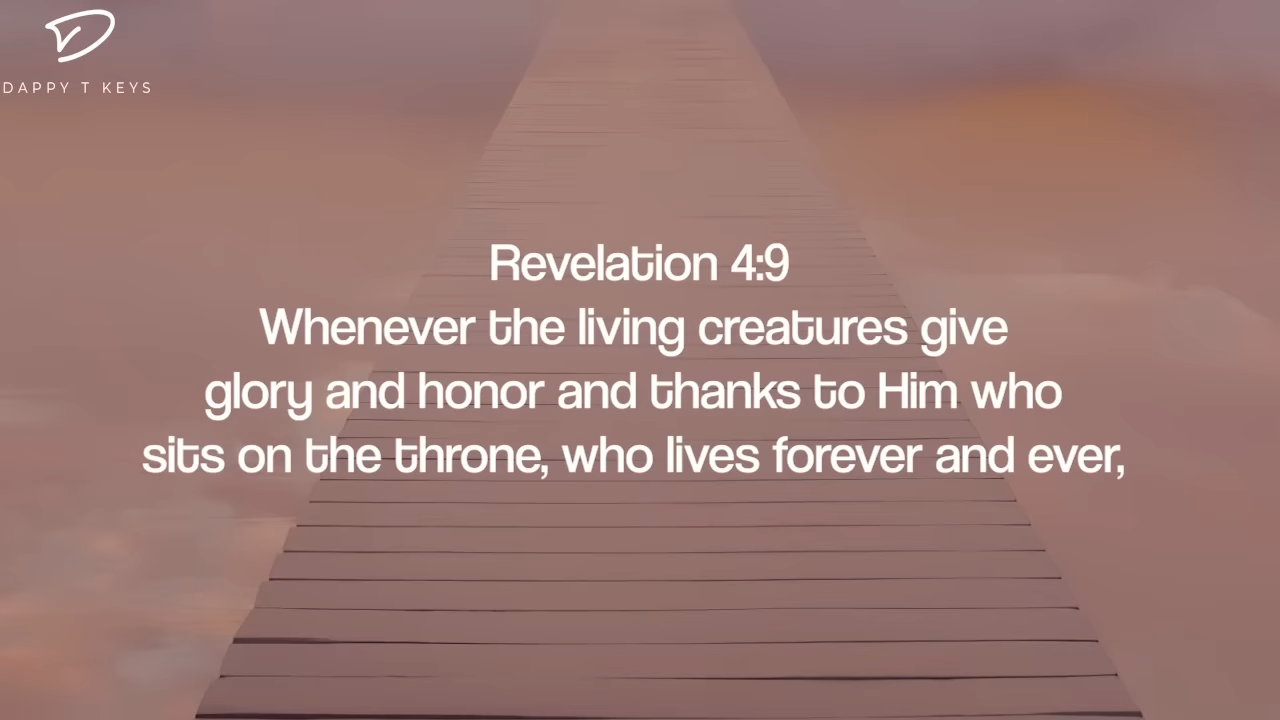 DAPPY T KEYS
Revelation 4:9
Whenever the living creatures give
glory and honor and thanks to Him who
sits on the throne, who lives forever and ever,